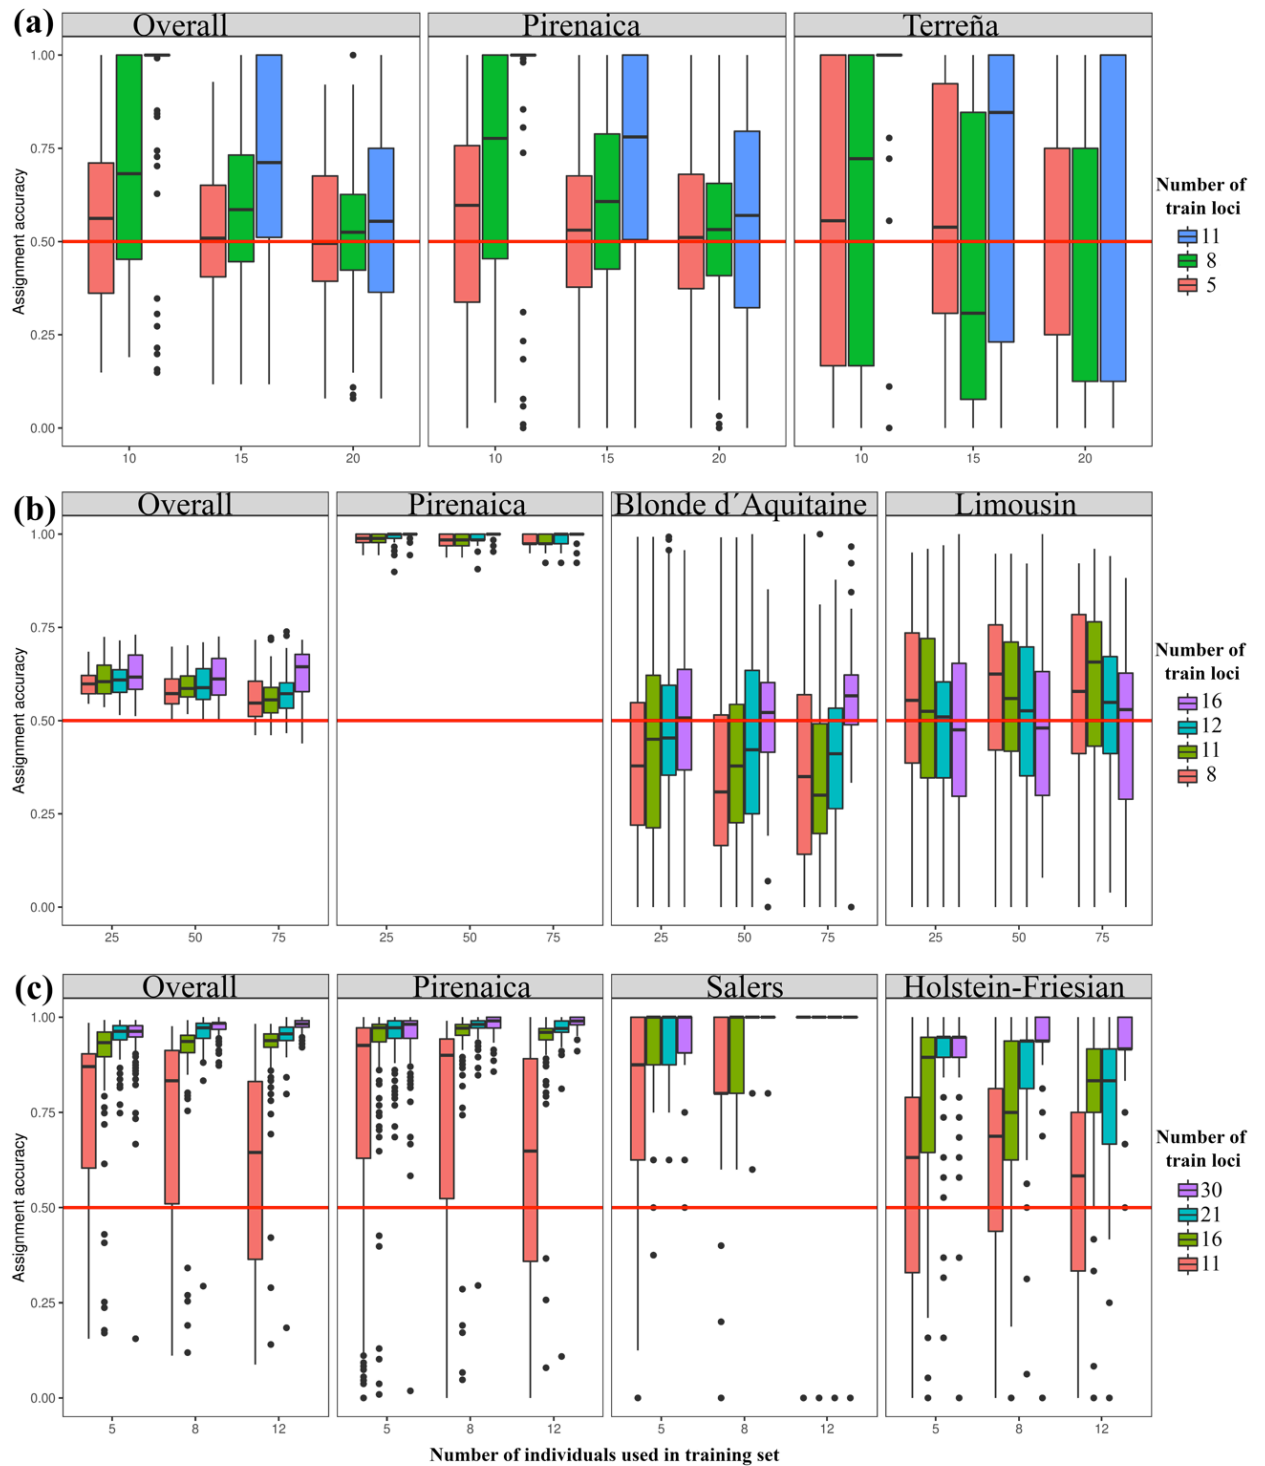 (a)
Overall
Pirenaica
Terreña
Assignment accuracy
1.00
0.75
0.50
0.25
0.00
10
15
20
10
15
20
10
15
20
Number of
train loci
11
8
5
(b)
Overall
Pirenaica
Blonde d´Aquitaine
Limousin
Assignment accuracy
1.00
0.75
0.50
0.25
0.00
25
50
75
25
50
75
25
50
75
25
50
75
Number of
train loci
16
12
11
8
(c)
Overall
Pirenaica
Salers
Holstein-Friesian
Assignment accuracy
1.00
0.75
0.50
0.25
0.00
5
8
12
5
8
12
5
8
12
5
8
12
Number of
train loci
30
21
16
11
Number of individuals used in training set